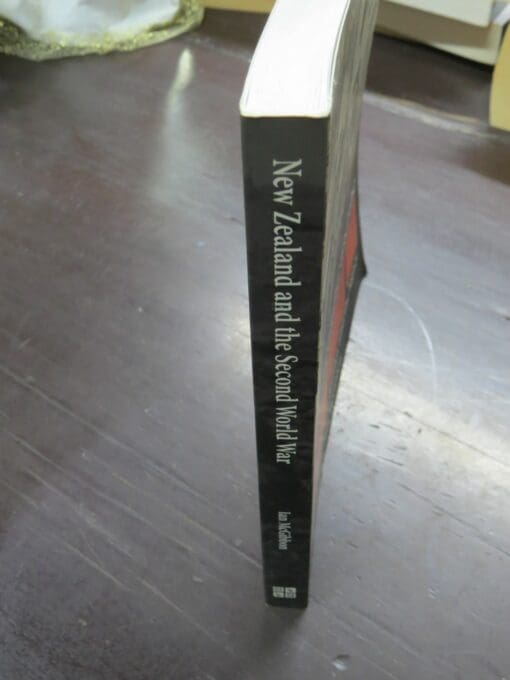 New Zealand and the Second World War
Ian McGibbon